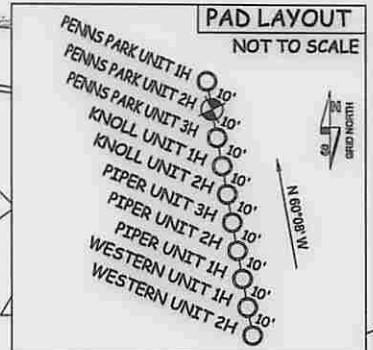 PAD LAYOUT
NOT TO SCALE
PENNS PARK UNIT 1H
10'
PENNS PARK UNIT 2H
10'
PENNS PARK UNIT 3H
10'
KNOLL UNIT 1H
10'
KNOLL UNIT 2H
10'
PIPER UNIT 3H
10'
PIPER UNIT 2H
10'
PIPER UNIT 1H
10'
WESTERN UNIT 1H
10'
WESTERN UNIT 2H
GRID NORTH
N 60°08' W